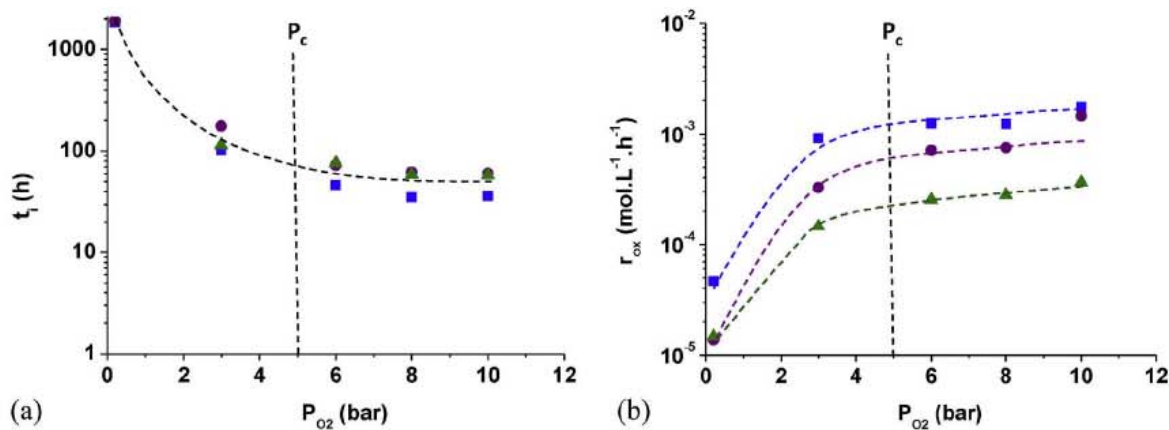 P_c
1000
100
10
1
t_i (h)
0 2 4 6 8 10 12
P_O2 (bar)
(a)
P_c
10^-2
10^-3
10^-4
10^-5
r_ox (mol.L^-1.h^-1)
0 2 4 6 8 10 12
P_O2 (bar)
(b)